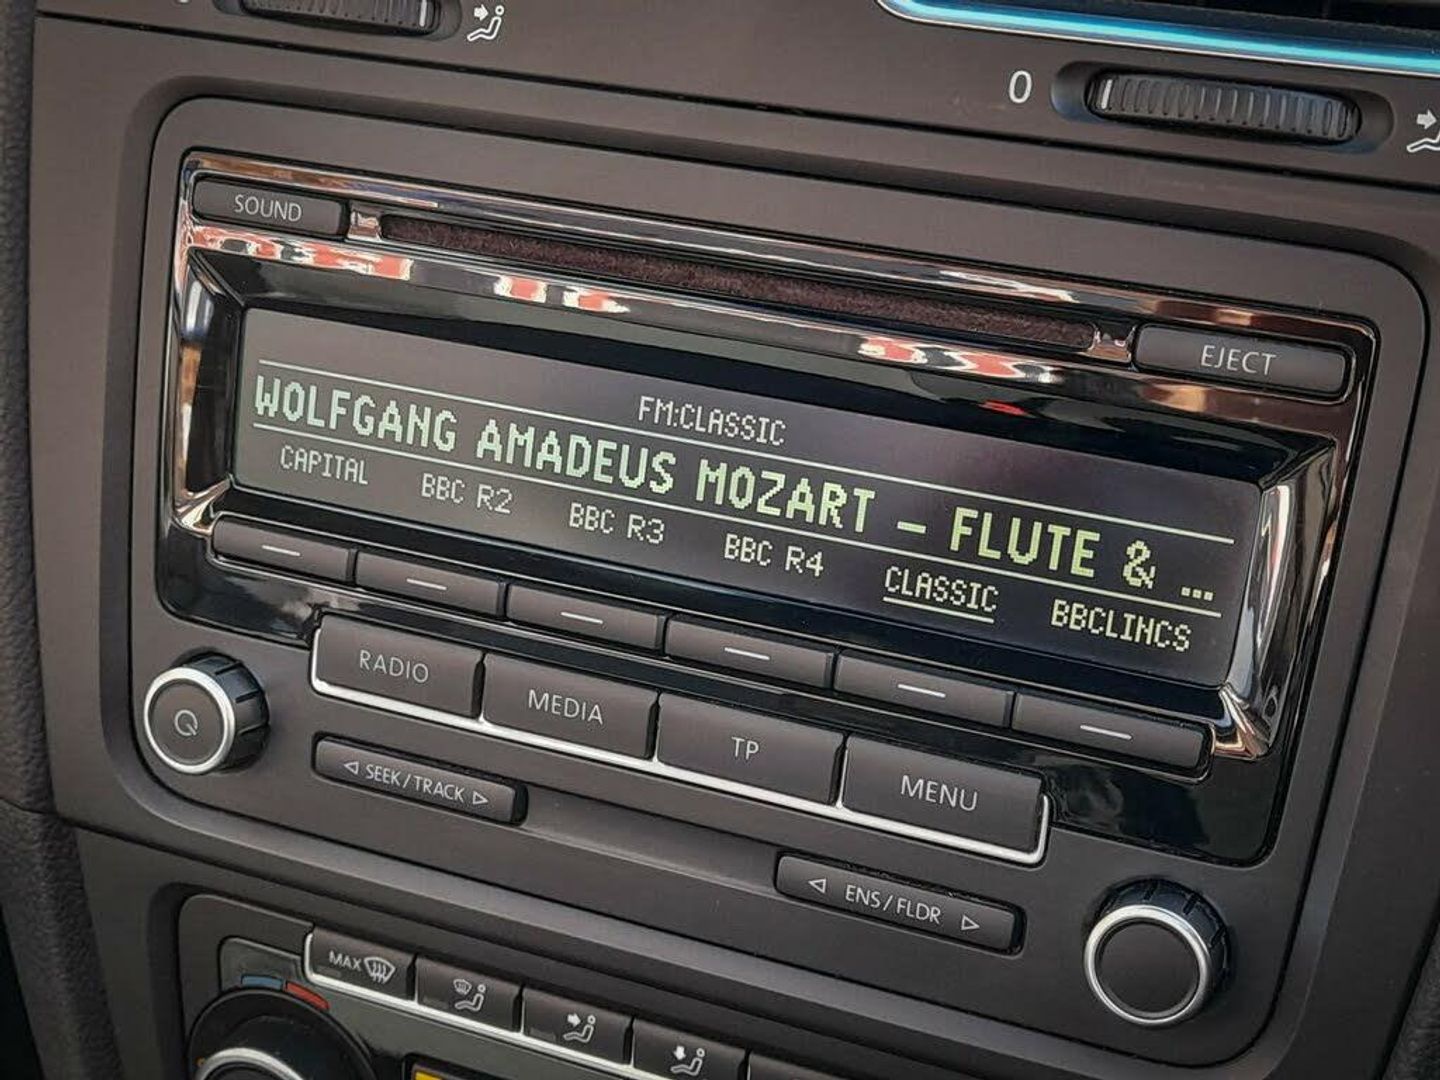 0
SOUND
EJECT
FM:CLASSIC
WOLFGANG AMADEUS MOZART - FLUTE & ...
CAPITAL BBC R2 BBC R3 BBC R4 CLASSIC BBCLINCS
RADIO MEDIA TP MENU
SEEK/TRACK
ENS/FLDR
MAX